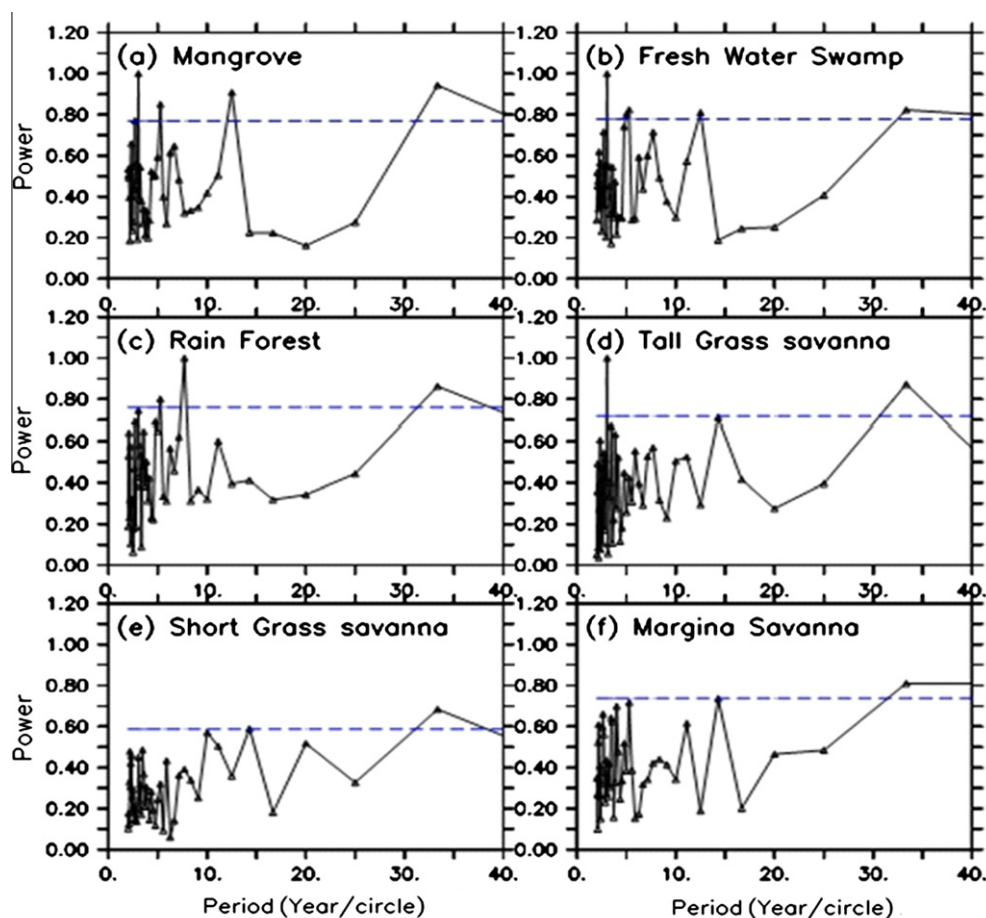 1.20 1.20
(a) Mangrove (b) Fresh Water Swamp
1.00 1.00
0.80 0.80
Power
0.60 0.60
0.40 0.40
0.20 0.20
0.00 0.00
0. 10. 20. 30. 40. 0. 10. 20. 30. 40.
1.20 1.20
(c) Rain Forest (d) Tall Grass savanna
1.00 1.00
0.80 0.80
Power
0.60 0.60
0.40 0.40
0.20 0.20
0.00 0.00
0. 10. 20. 30. 40. 0. 10. 20. 30. 40.
1.20 1.20
(e) Short Grass savanna (f) Margina Savanna
1.00 1.00
0.80 0.80
Power
0.60 0.60
0.40 0.40
0.20 0.20
0.00 0.00
0. 10. 20. 30. 40. 0. 10. 20. 30. 40.
Period (Year/circle) Period (Year/circle)